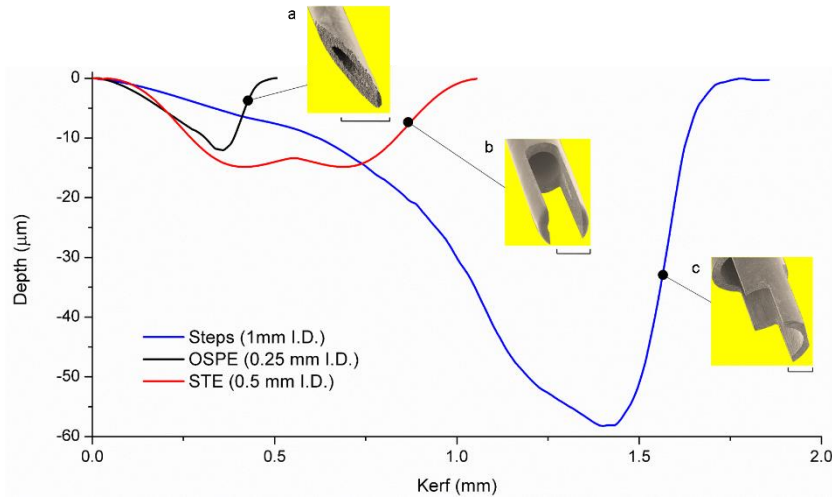 a
b
c
0
-10
-20
-30
-40
-50
-60
Depth (μm)
Steps (1mm I.D.)
OSPE (0.25 mm I.D.)
STE (0.5 mm I.D.)
0.0 0.5 1.0 1.5 2.0
Kerf (mm)